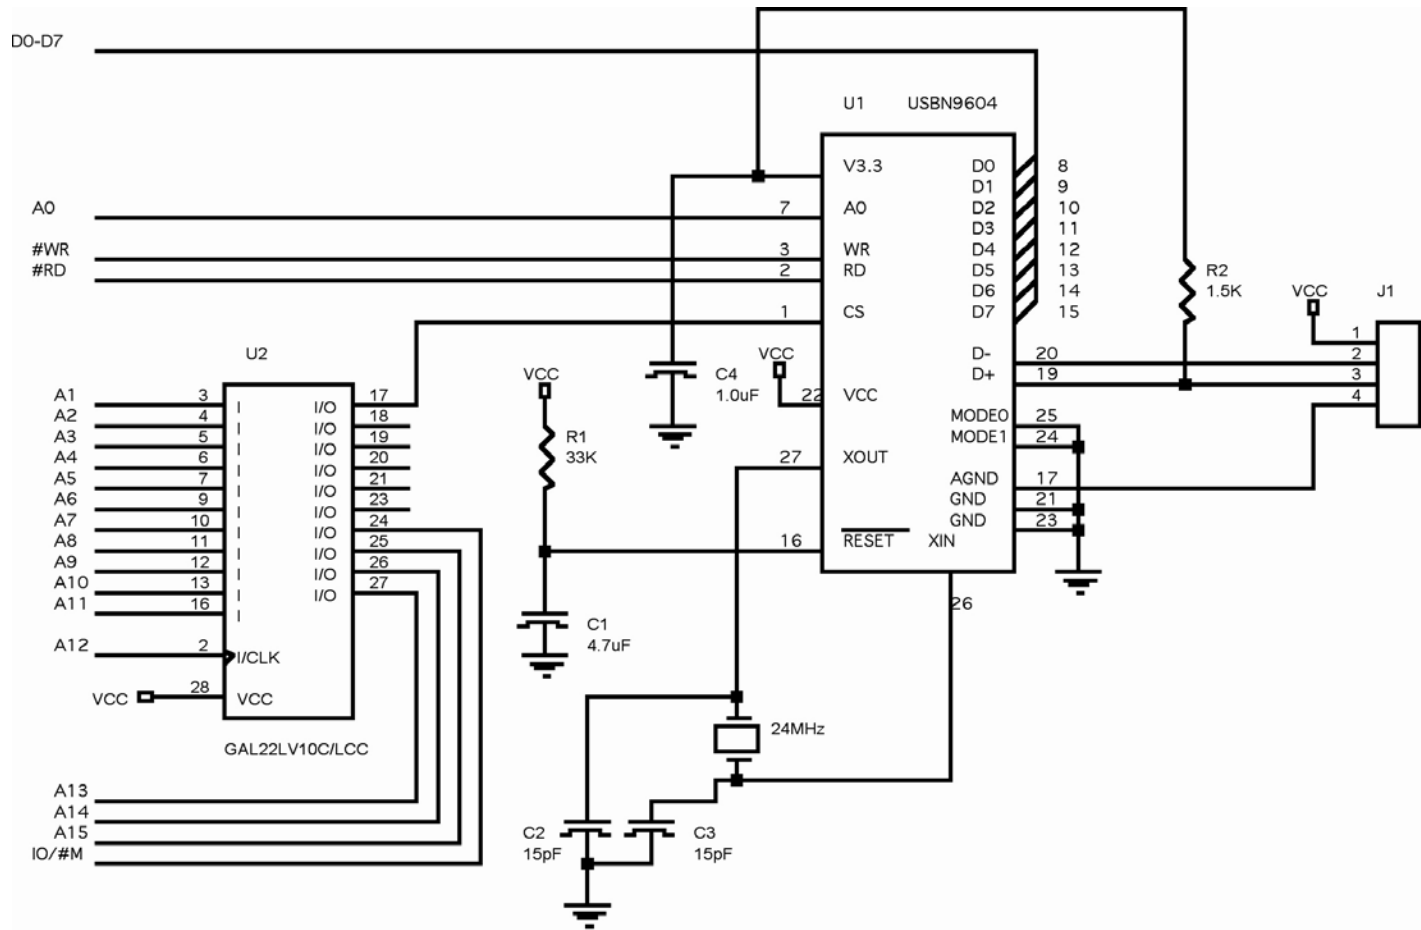 D0-D7
U1 USBN9604
V3.3 D0 8
D1 9
A0 7 A0 D2 10
D3 11
#WR 3 WR D4 12
#RD 2 RD D5 13
D6 14
1 CS D7 15
R2
1.5K
VCC J1
1
D- 20 2
D+ 19 3
4
U2
VCC
C4
1.0uF
VCC
22 VCC
MODE0 25
MODE1 24
R1
33K
27 XOUT
AGND 17
GND 21
GND 23
16 RESET XIN
26
A1 3 I I/O 17
A2 4 I I/O 18
A3 5 I I/O 19
A4 6 I I/O 20
A5 7 I I/O 21
A6 9 I I/O 23
A7 10 I I/O 24
A8 11 I I/O 25
A9 12 I I/O 26
A10 13 I I/O 27
A11 16 I
C1
4.7uF
A12 2 I/CLK
VCC 28 VCC
GAL22LV10C/LCC
24MHz
A13
A14
A15
IO/#M
C2
15pF
C3
15pF